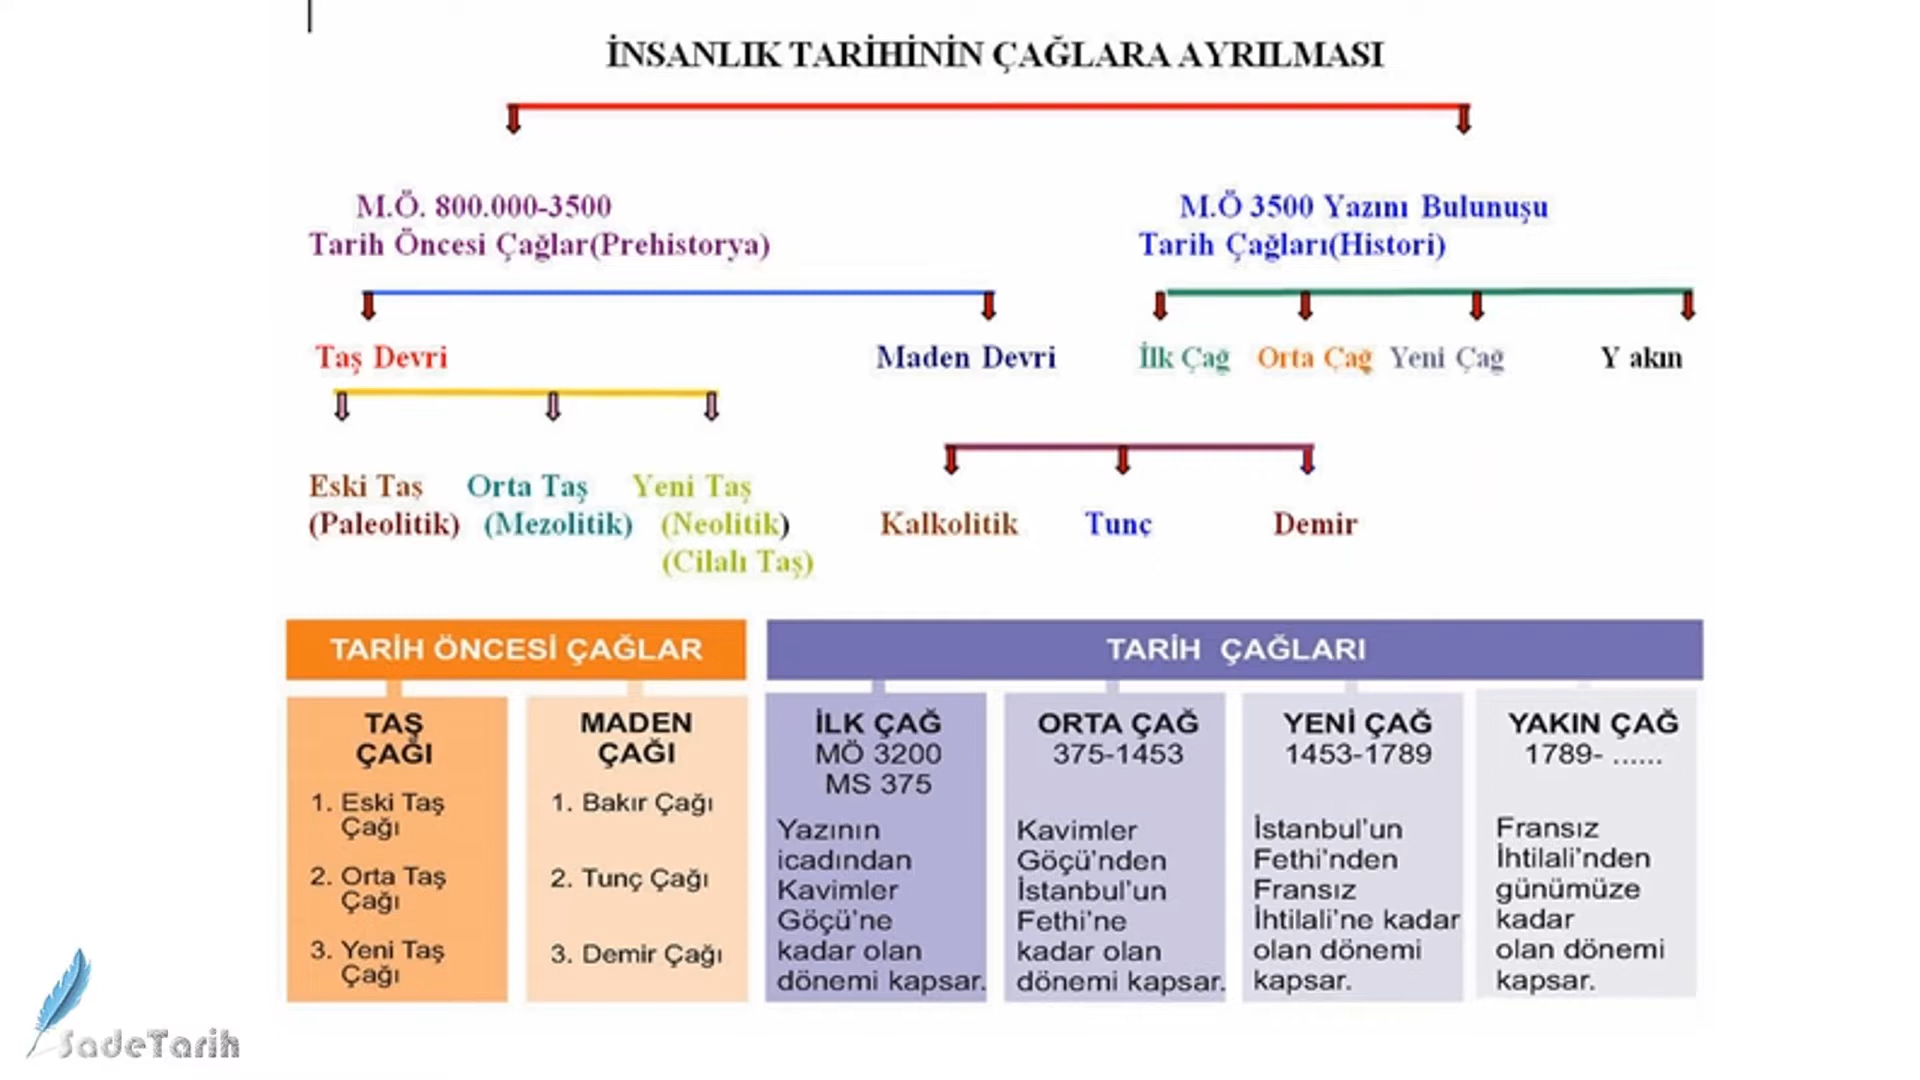 İNSANLIK TARİHİNİN ÇAĞLARA AYRILMASI
M.Ö. 800.000-3500
Tarih Öncesi Çağlar(Prehistorya)
M.Ö 3500 Yazını Bulunuşu
Tarih Çağları(Histori)
Taş Devri
Maden Devri
İlk Çağ
Orta Çağ
Yeni Çağ
Y akın
Eski Taş
(Paleolitik)
Orta Taş
(Mezolitik)
Yeni Taş
(Neolitik)
(Cilalı Taş)
Kalkolitik
Tunç
Demir
TARİH ÖNCESİ ÇAĞLAR
TAŞ
ÇAĞI
1. Eski Taş
Çağı
2. Orta Taş
Çağı
3. Yeni Taş
Çağı
MADEN
ÇAĞI
1. Bakır Çağı
2. Tunç Çağı
3. Demir Çağı
TARİH ÇAĞLARI
İLK ÇAĞ
MÖ 3200
MS 375
Yazının
icadından
Kavimler
Göçü'ne
kadar olan
dönemi kapsar.
ORTA ÇAĞ
375-1453
Kavimler
Göçü'nden
İstanbul'un
Fethi'ne
kadar olan
dönemi kapsar.
YENİ ÇAĞ
1453-1789
İstanbul'un
Fethi'nden
Fransız
İhtilali'ne kadar
olan dönemi
kapsar.
YAKIN ÇAĞ
1789- ......
Fransız
İhtilali'nden
günümüze
kadar
olan dönemi
kapsar.
SadeTarih